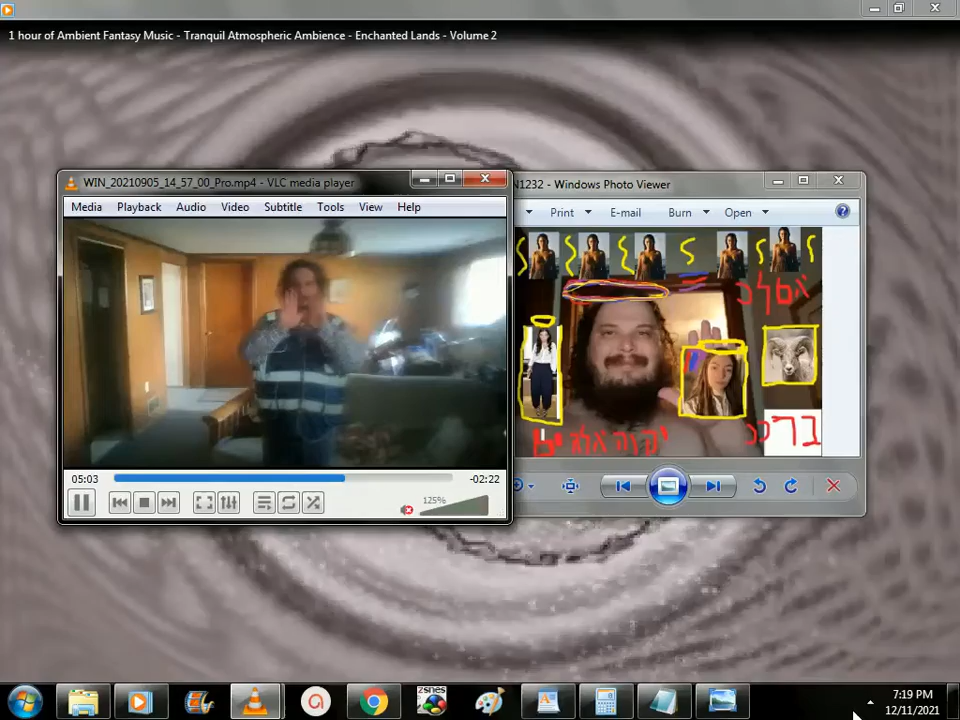 1 hour of Ambient Fantasy Music - Tranquil Atmospheric Ambience - Enchanted Lands - Volume 2
WIN_20210905_14_57_00_Pro.mp4 - VLC media player
N1232 - Windows Photo Viewer
Media Playback Audio Video Subtitle Tools View Help
Print E-mail Burn Open
05:03 -02:22
125%
zsnes
7:19 PM
12/11/2021